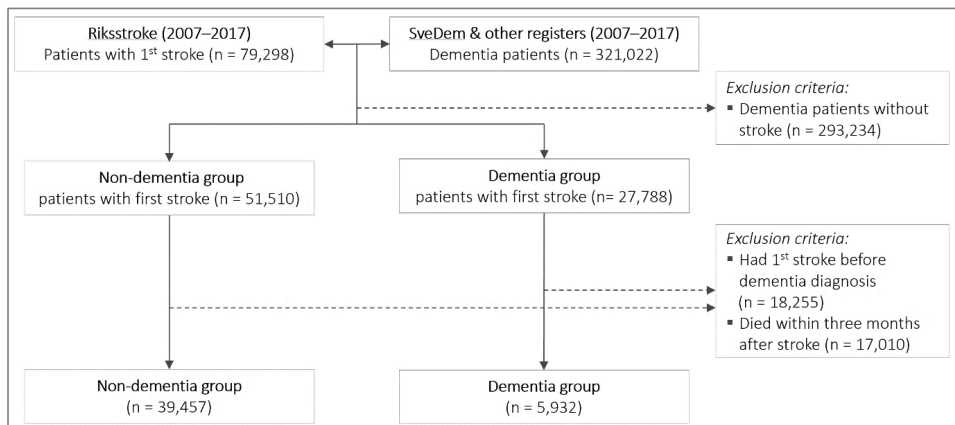 Riksstroke (2007–2017)
Patients with 1st stroke (n = 79,298)
SveDem & other registers (2007–2017)
Dementia patients (n = 321,022)
Exclusion criteria:
▪ Dementia patients without
stroke (n = 293,234)
Non-dementia group
patients with first stroke (n = 51,510)
Dementia group
patients with first stroke (n= 27,788)
Exclusion criteria:
▪ Had 1st stroke before
dementia diagnosis
(n = 18,255)
▪ Died within three months
after stroke (n = 17,010)
Non-dementia group
(n = 39,457)
Dementia group
(n = 5,932)